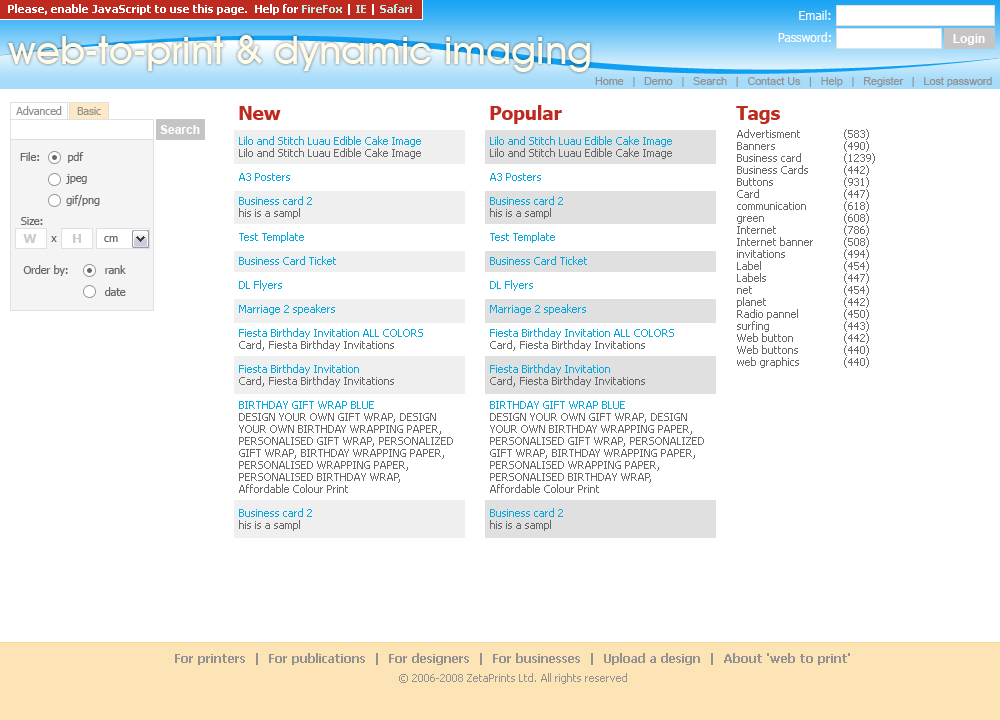 Please, enable JavaScript to use this page. Help for FireFox | IE | Safari
Email:
Password:
Login
web-to-print & dynamic imaging
Home | Demo | Search | Contact Us | Help | Register | Lost password
Advanced Basic
Search
File: pdf
jpeg
gif/png
Size:
W x H cm
Order by: rank
date
New
Lilo and Stitch Luau Edible Cake Image
Lilo and Stitch Luau Edible Cake Image
A3 Posters
Business card 2
his is a sampl
Test Template
Business Card Ticket
DL Flyers
Marriage 2 speakers
Fiesta Birthday Invitation ALL COLORS
Card, Fiesta Birthday Invitations
Fiesta Birthday Invitation
Card, Fiesta Birthday Invitations
BIRTHDAY GIFT WRAP BLUE
DESIGN YOUR OWN GIFT WRAP, DESIGN
YOUR OWN BIRTHDAY WRAPPING PAPER,
PERSONALISED GIFT WRAP, PERSONALIZED
GIFT WRAP, BIRTHDAY WRAPPING PAPER,
PERSONALISED WRAPPING PAPER,
PERSONALISED BIRTHDAY WRAP,
Affordable Colour Print
Business card 2
his is a sampl
Popular
Lilo and Stitch Luau Edible Cake Image
Lilo and Stitch Luau Edible Cake Image
A3 Posters
Business card 2
his is a sampl
Test Template
Business Card Ticket
DL Flyers
Marriage 2 speakers
Fiesta Birthday Invitation ALL COLORS
Card, Fiesta Birthday Invitations
Fiesta Birthday Invitation
Card, Fiesta Birthday Invitations
BIRTHDAY GIFT WRAP BLUE
DESIGN YOUR OWN GIFT WRAP, DESIGN
YOUR OWN BIRTHDAY WRAPPING PAPER,
PERSONALISED GIFT WRAP, PERSONALIZED
GIFT WRAP, BIRTHDAY WRAPPING PAPER,
PERSONALISED WRAPPING PAPER,
PERSONALISED BIRTHDAY WRAP,
Affordable Colour Print
Business card 2
his is a sampl
Tags
Advertisment (583)
Banners (490)
Business card (1239)
Business Cards (442)
Buttons (931)
Card (447)
communication (618)
green (608)
Internet (786)
Internet banner (508)
invitations (494)
Label (454)
Labels (447)
net (454)
planet (442)
Radio pannel (450)
surfing (443)
Web button (442)
Web buttons (440)
web graphics (440)
For printers | For publications | For designers | For businesses | Upload a design | About 'web to print'
© 2006-2008 ZetaPrints Ltd. All rights reserved